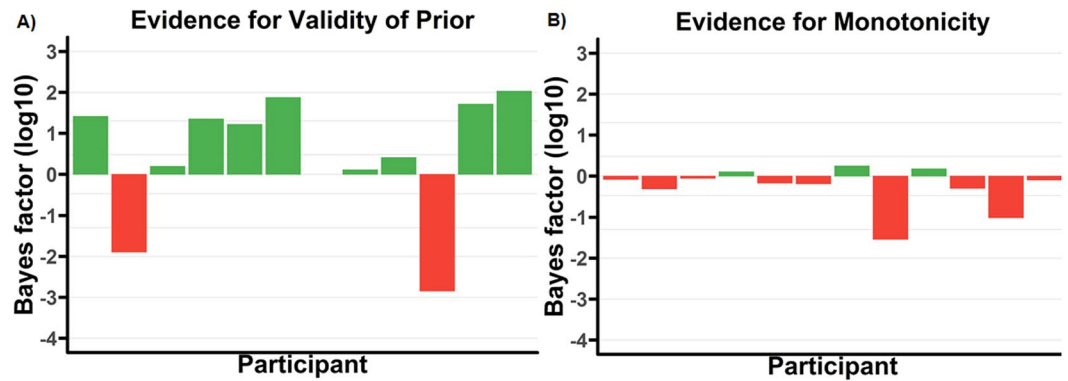 A)
Evidence for Validity of Prior
Bayes factor (log10)
3
2
1
0
-1
-2
-3
-4
Participant
B)
Evidence for Monotonicity
Bayes factor (log10)
3
2
1
0
-1
-2
-3
-4
Participant